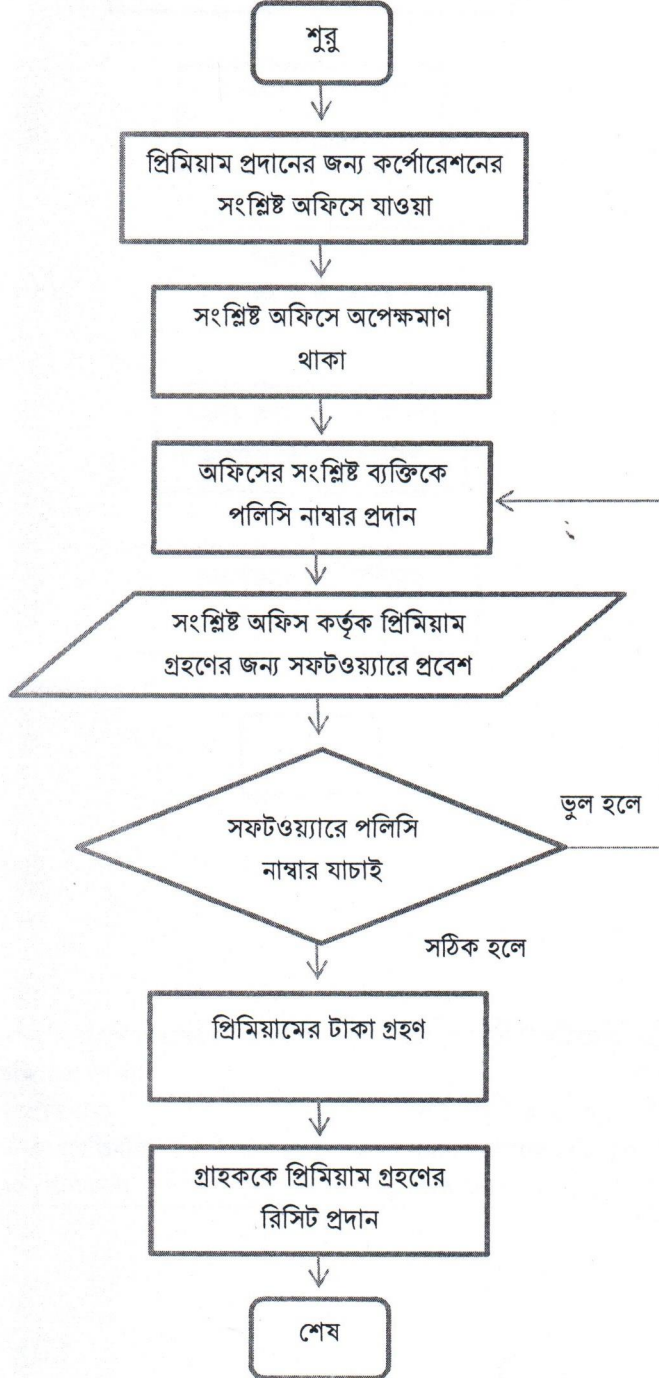 শুরু
প্রিমিয়াম প্রদানের জন্য কর্পোরেশনের
সংশ্লিষ্ট অফিসে যাওয়া
সংশ্লিষ্ট অফিসে অপেক্ষমাণ
থাকা
অফিসের সংশ্লিষ্ট ব্যক্তিকে
পলিসি নাম্বার প্রদান
সংশ্লিষ্ট অফিস কর্তৃক প্রিমিয়াম
গ্রহণের জন্য সফটওয়্যারে প্রবেশ
সফটওয়্যারে পলিসি
নাম্বার যাচাই
ভুল হলে
সঠিক হলে
প্রিমিয়ামের টাকা গ্রহণ
গ্রাহককে প্রিমিয়াম গ্রহণের
রিসিট প্রদান
শেষ